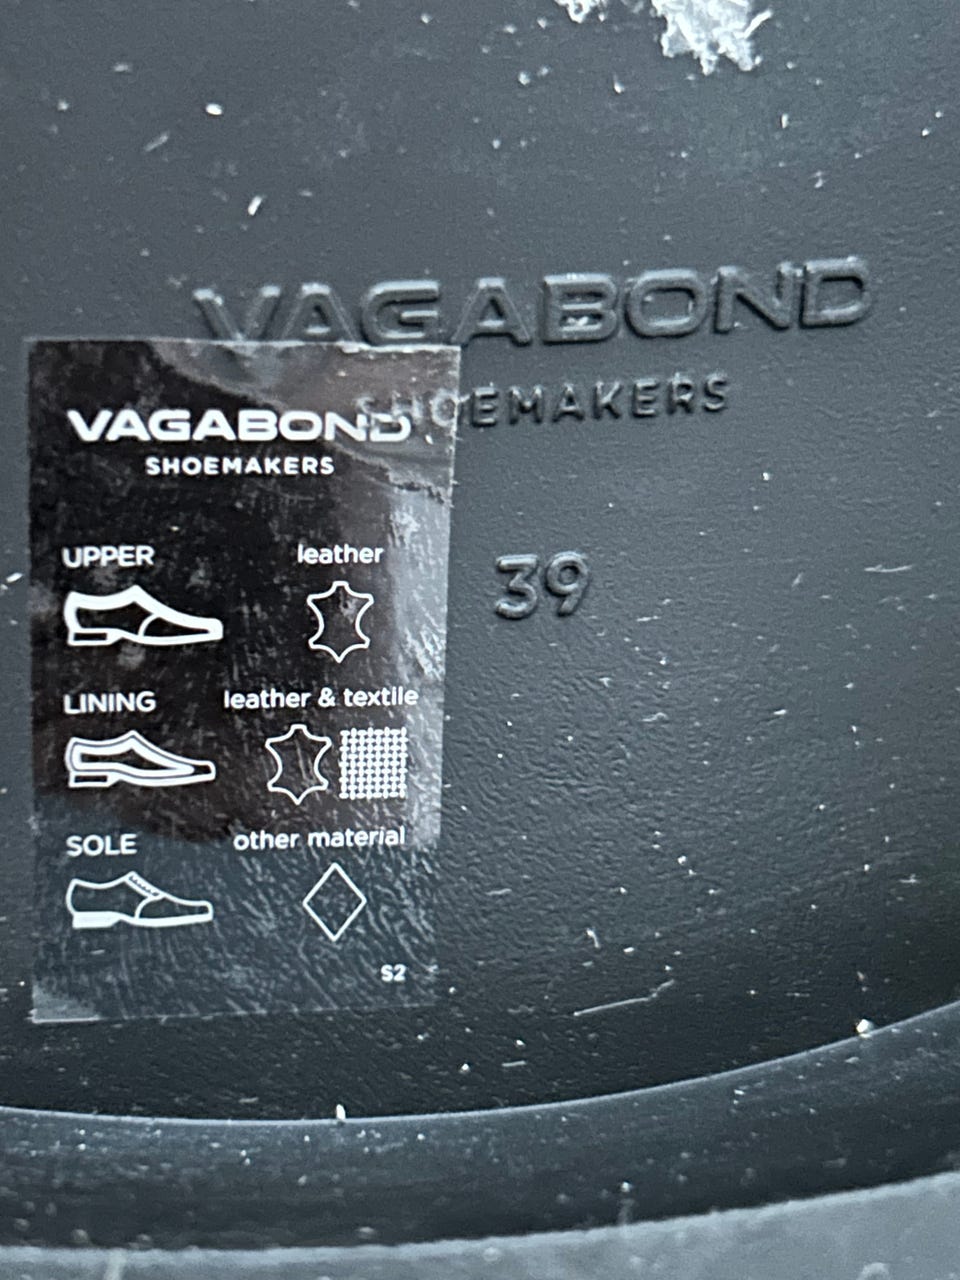 VAGABOND
SHOEMAKERS
39
VAGABOND
SHOEMAKERS
UPPER leather
LINING leather & textile
SOLE other material
S2